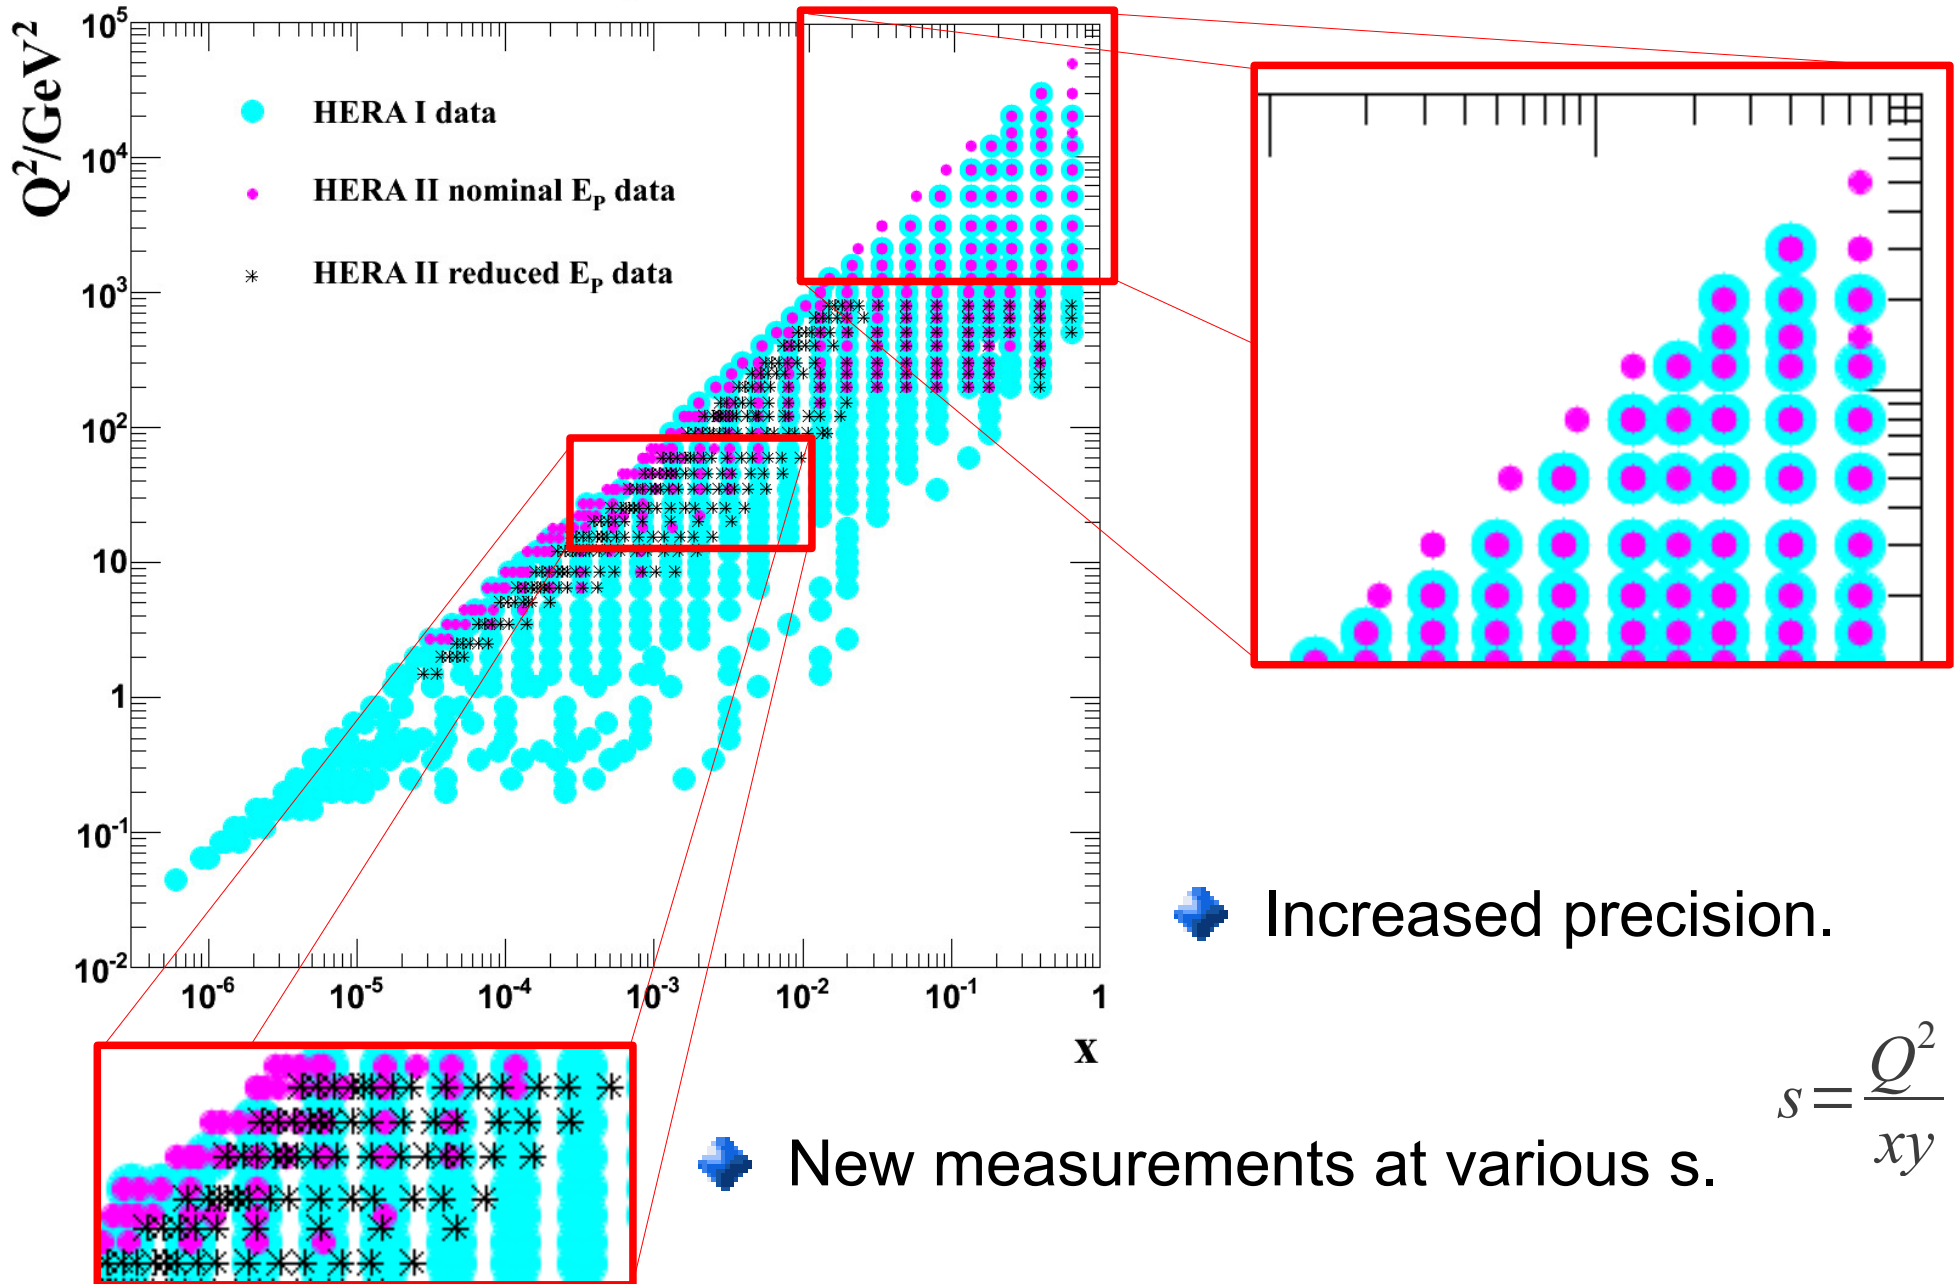 Q²/GeV²
10⁵
10⁴
10³
10²
10
1
10⁻¹
10⁻²
HERA I data
HERA II nominal Eₚ data
HERA II reduced Eₚ data
10⁻⁶ 10⁻⁵ 10⁻⁴ 10⁻³ 10⁻² 10⁻¹ 1
x
Increased precision.
New measurements at various s.
s = Q²/xy